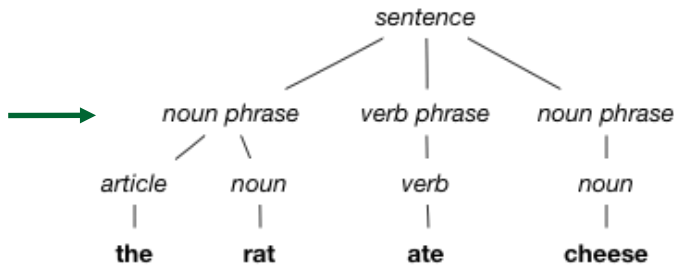 sentence
noun phrase verb phrase noun phrase
article noun verb noun
the rat ate cheese